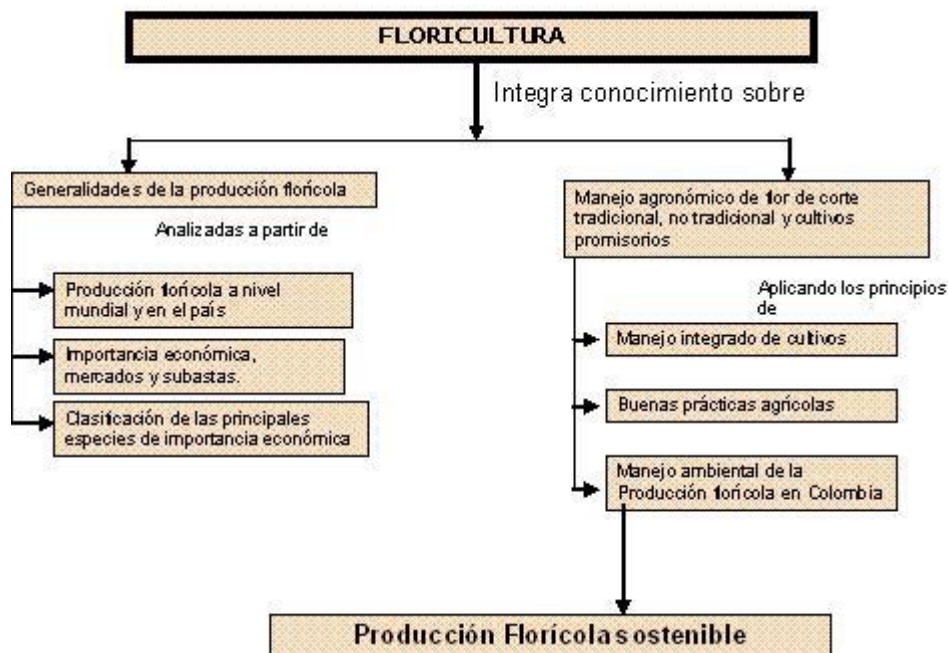 FLORICULTURA
Integra conocimiento sobre
Generalidades de la producción florícola
Analizadas a partir de
Producción florícola a nivel
mundial y en el país
Importancia económica,
mercados y subastas.
Clasificación de las principales
especies de importancia económica
Manejo agronómico de flor de corte
tradicional, no tradicional y cultivos
promisorios
Aplicando los principios
de
Manejo integrado de cultivos
Buenas prácticas agrícolas
Manejo ambiental de la
Producción florícola en Colombia
Producción Florícola sostenible